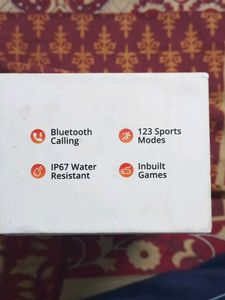 Bluetooth
Calling
123 Sports
Modes
IP67 Water
Resistant
Inbuilt
Games